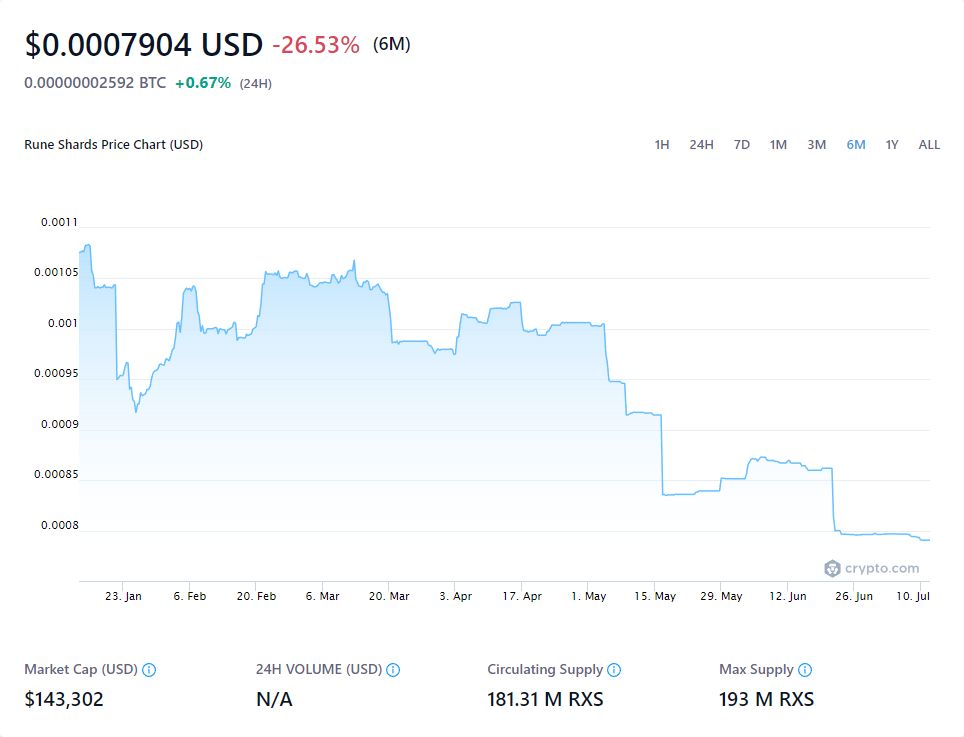 $0.0007904 USD -26.53% (6M)
0.00000002592 BTC +0.67% (24H)
Rune Shards Price Chart (USD) 1H 24H 7D 1M 3M 6M 1Y ALL
0.0011
0.00105
0.001
0.00095
0.0009
0.00085
0.0008
crypto.com
23. Jan 6. Feb 20. Feb 6. Mar 20. Mar 3. Apr 17. Apr 1. May 15. May 29. May 12. Jun 26. Jun 10. Jul
Market Cap (USD) 24H VOLUME (USD) Circulating Supply Max Supply
$143,302 N/A 181.31 M RXS 193 M RXS